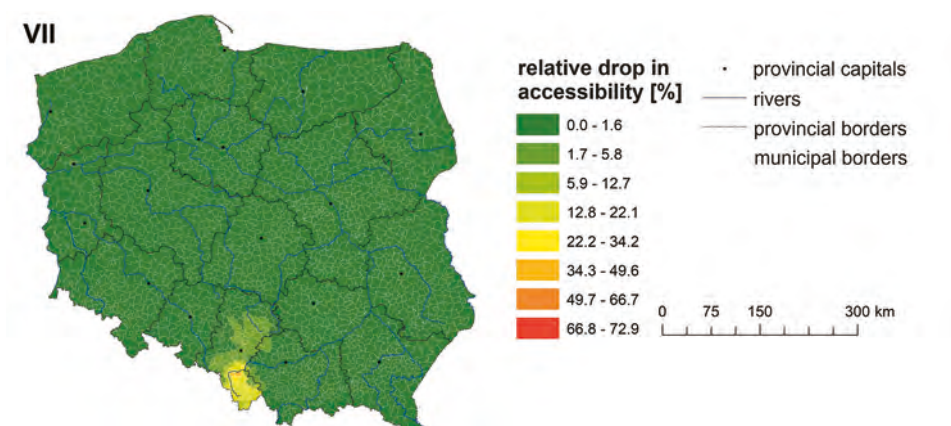 VII
relative drop in
accessibility [%]
0.0 - 1.6
1.7 - 5.8
5.9 - 12.7
12.8 - 22.1
22.2 - 34.2
34.3 - 49.6
49.7 - 66.7
66.8 - 72.9
provincial capitals
rivers
provincial borders
municipal borders
0 75 150 300 km